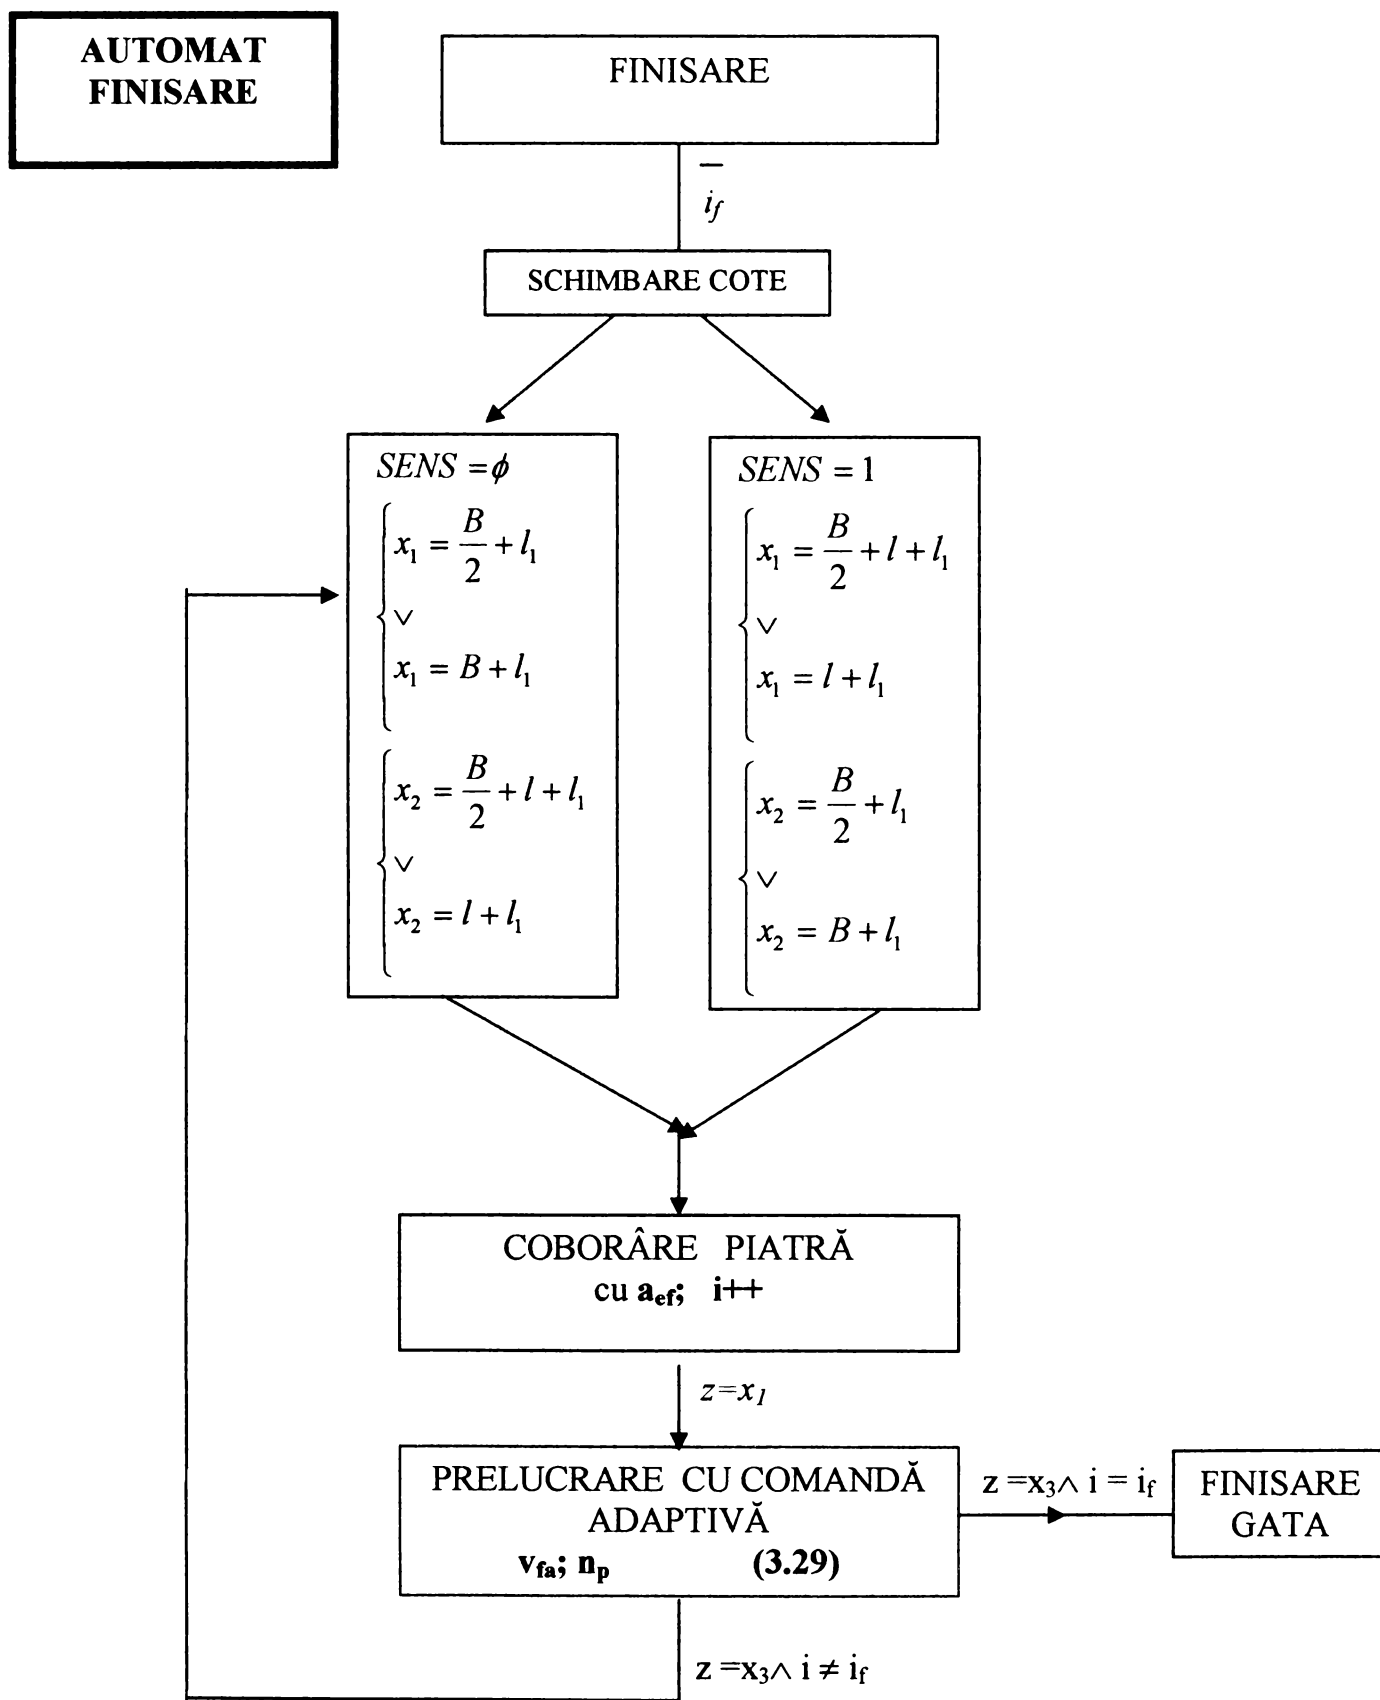 AUTOMAT
FINISARE
FINISARE
i̅_f
SCHIMBARE COTE
SENS = ϕ
x₁ = B/2 + l₁
∨
x₁ = B + l₁
x₂ = B/2 + l + l₁
∨
x₂ = l + l₁
SENS = 1
x₁ = B/2 + l + l₁
∨
x₁ = l + l₁
x₂ = B/2 + l₁
∨
x₂ = B + l₁
COBORÂRE PIATRĂ
cu a_ef; i++
z=x₁
PRELUCRARE CU COMANDĂ
ADAPTIVĂ
v_fa; n_p (3.29)
z =x₃∧ i = i_f
FINISARE
GATA
z =x₃∧ i ≠ i_f